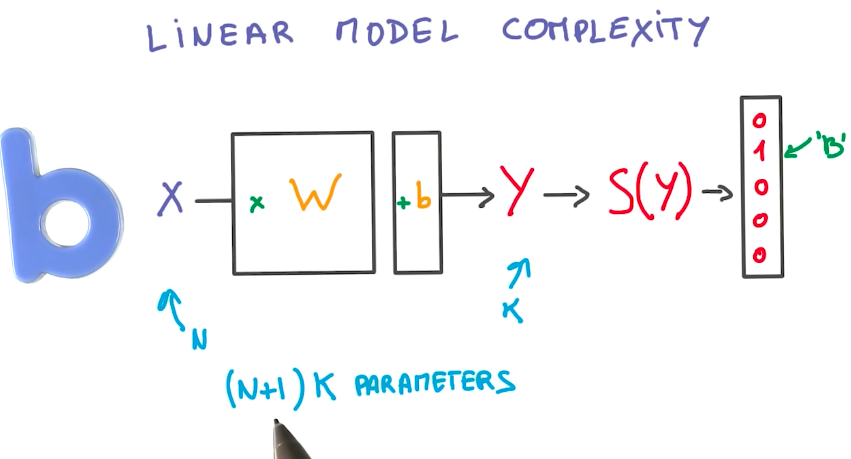 LINEAR MODEL COMPLEXITY
b
X x W + b Y S(Y)
0
1 'B'
0
0
0
N
K
(N+1) K PARAMETERS